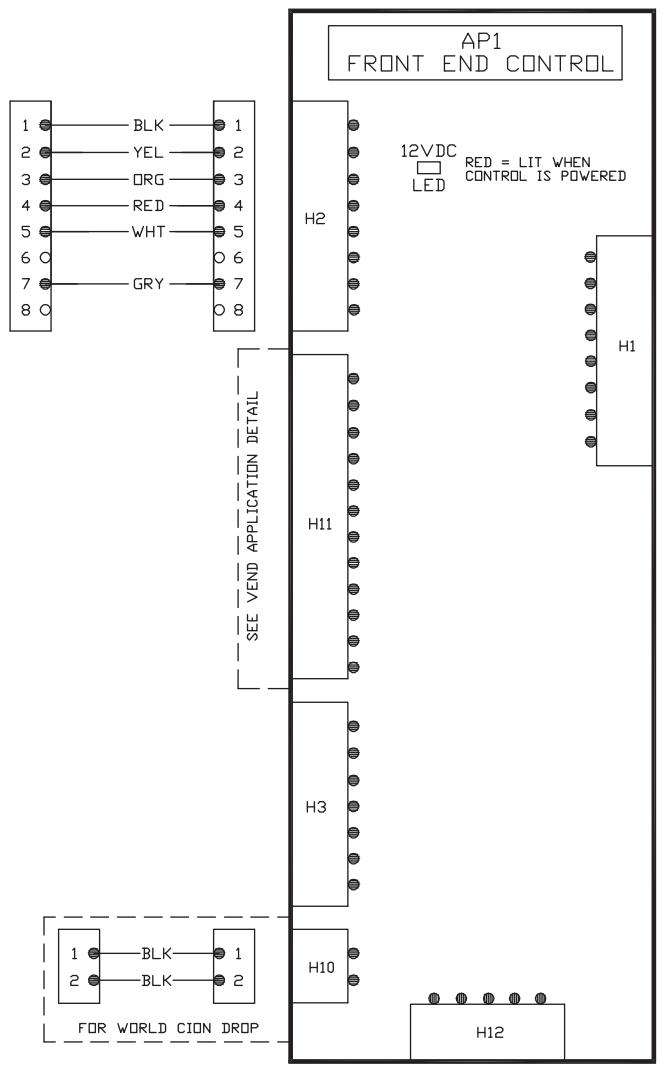 AP1
FRONT END CONTROL
1 BLK 1
2 YEL 2
3 ORG 3
4 RED 4
5 WHT 5
6 6
7 GRY 7
8 8
H2
12VDC
LED
RED = LIT WHEN
CONTROL IS POWERED
H1
SEE VEND APPLICATION DETAIL
H11
H3
1 BLK 1
2 BLK 2
FOR WORLD CION DROP
H10
H12